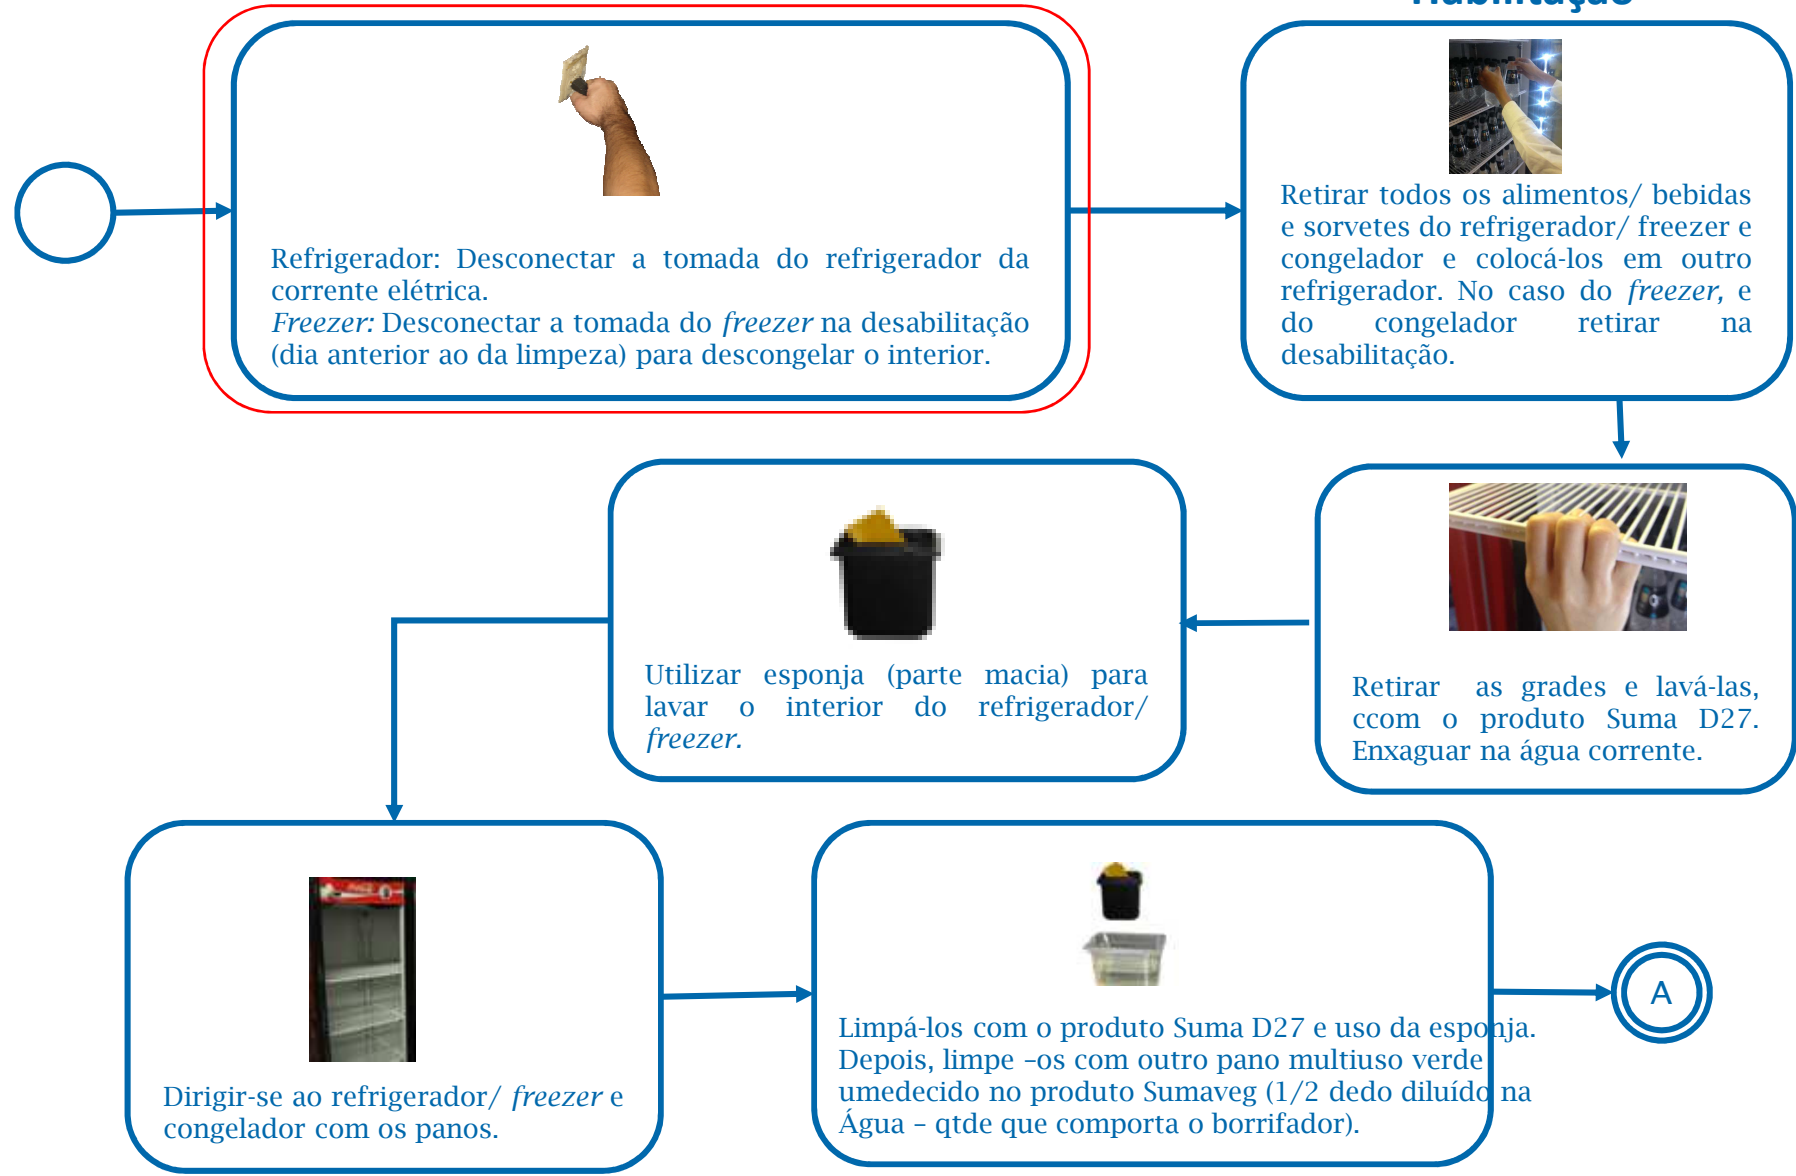 Habilitação
Refrigerador: Desconectar a tomada do refrigerador da
corrente elétrica.
Freezer: Desconectar a tomada do freezer na desabilitação
(dia anterior ao da limpeza) para descongelar o interior.
Retirar todos os alimentos/ bebidas
e sorvetes do refrigerador/ freezer e
congelador e colocá-los em outro
refrigerador. No caso do freezer, e
do congelador retirar na
desabilitação.
Retirar as grades e lavá-las,
ccom o produto Suma D27.
Enxaguar na água corrente.
Utilizar esponja (parte macia) para
lavar o interior do refrigerador/
freezer.
Dirigir-se ao refrigerador/ freezer e
congelador com os panos.
Limpá-los com o produto Suma D27 e uso da esponja.
Depois, limpe –os com outro pano multiuso verde
umedecido no produto Sumaveg (1/2 dedo diluído na
Água – qtde que comporta o borrifador).
A